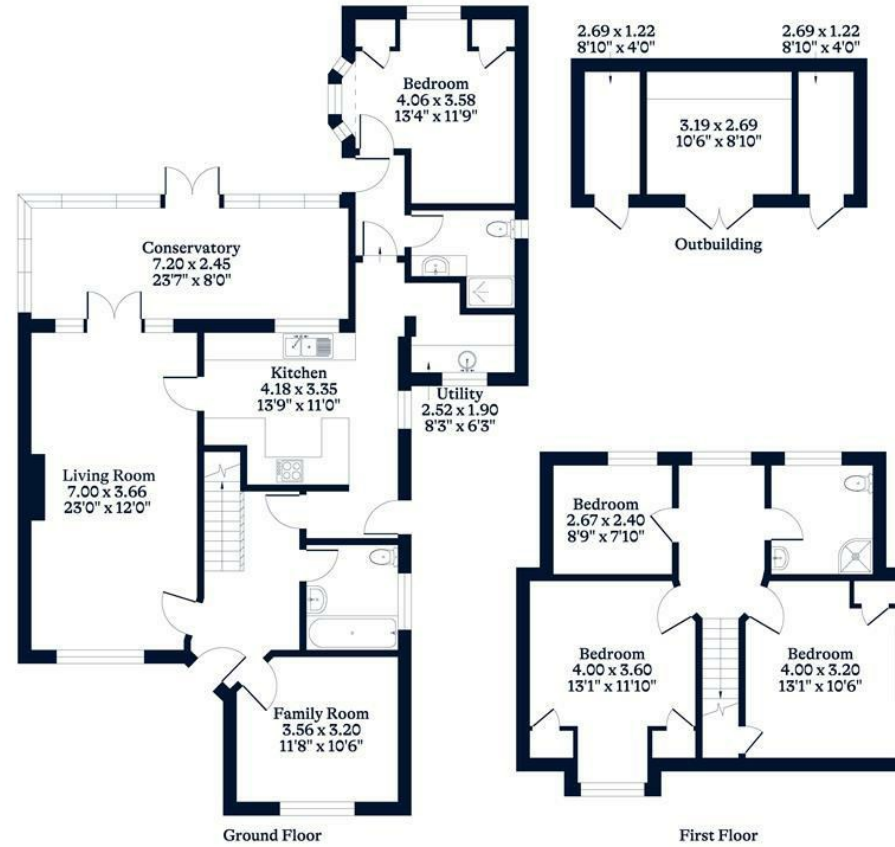 Bedroom
4.06 x 3.58
13'4" x 11'9"
2.69 x 1.22
8'10" x 4'0"
2.69 x 1.22
8'10" x 4'0"
3.19 x 2.69
10'6" x 8'10"
Outbuilding
Conservatory
7.20 x 2.45
23'7" x 8'0"
Kitchen
4.18 x 3.35
13'9" x 11'0"
Utility
2.52 x 1.90
8'3" x 6'3"
Living Room
7.00 x 3.66
23'0" x 12'0"
Family Room
3.56 x 3.20
11'8" x 10'6"
Ground Floor
Bedroom
2.67 x 2.40
8'9" x 7'10"
Bedroom
4.00 x 3.60
13'1" x 11'10"
Bedroom
4.00 x 3.20
13'1" x 10'6"
First Floor